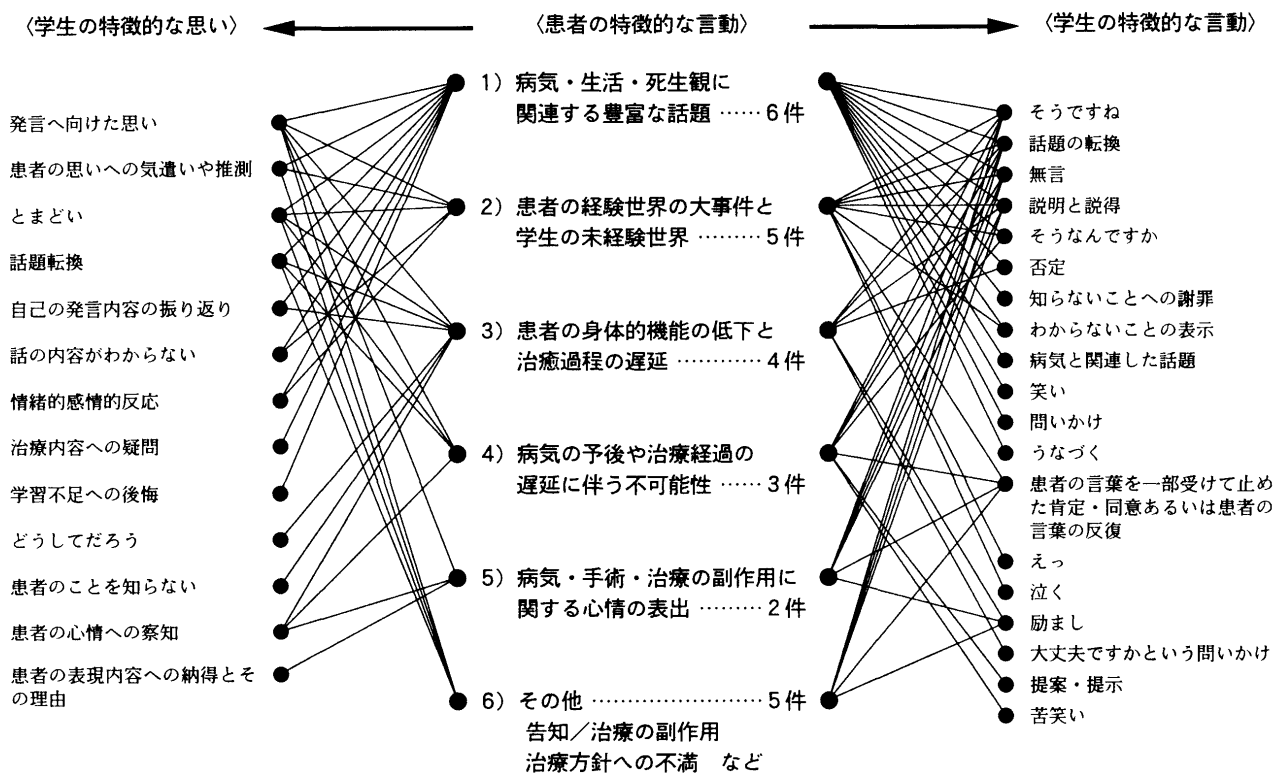 〈学生の特徴的な思い〉
〈患者の特徴的な言動〉
〈学生の特徴的な言動〉
発言へ向けた思い
患者の思いへの気遣いや推測
とまどい
話題転換
自己の発言内容の振り返り
話の内容がわからない
情緒的感情的反応
治療内容への疑問
学習不足への後悔
どうしてだろう
患者のことを知らない
患者の心情への察知
患者の表現内容への納得とそ
の理由
1）病気・生活・死生観に
関連する豊富な話題 ……6件
2）患者の経験世界の大事件と
学生の未経験世界 ………5件
3）患者の身体的機能の低下と
治癒過程の遅延 …………4件
4）病気の予後や治療経過の
遅延に伴う不可能性 ……3件
5）病気・手術・治療の副作用に
関する心情の表出 ………2件
6）その他 ……………………5件
告知／治療の副作用
治療方針への不満　など
そうですね
話題の転換
無言
説明と説得
そうなんですか
否定
知らないことへの謝罪
わからないことの表示
病気と関連した話題
笑い
問いかけ
うなづく
患者の言葉を一部受けて止め
た肯定・同意あるいは患者の
言葉の反復
えっ
泣く
励まし
大丈夫ですかという問いかけ
提案・提示
苦笑い